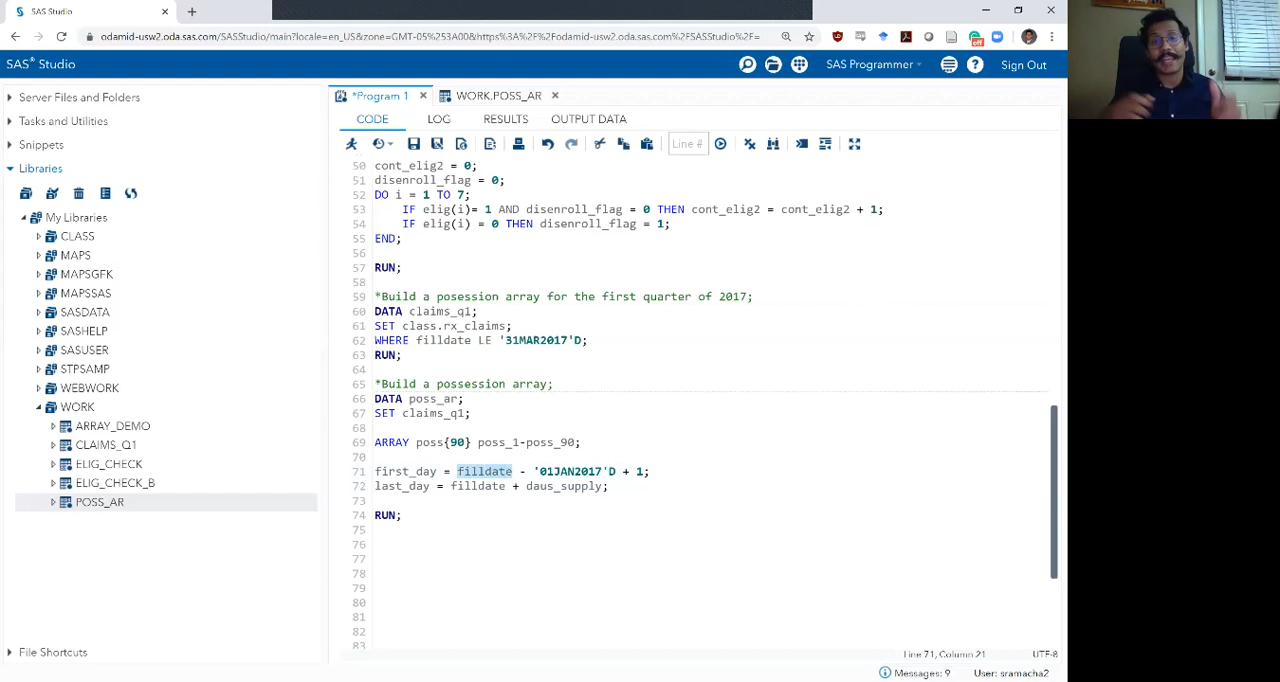 SAS Studio
odamid-usw2.oda.sas.com/SASStudio/main?locale=en_US&zone=GMT-05%253A00&https%3A%2F%2Fodamid-usw2.oda.sas.com%2FSASStudio%2F=
SAS® Studio
SAS Programmer
Sign Out
Server Files and Folders
Tasks and Utilities
Snippets
Libraries
My Libraries
CLASS
MAPS
MAPSGFK
MAPSSAS
SASDATA
SASHELP
SASUSER
STPSAMP
WEBWORK
WORK
ARRAY_DEMO
CLAIMS_Q1
ELIG_CHECK
ELIG_CHECK_B
POSS_AR
File Shortcuts
*Program 1
WORK.POSS_AR
CODE LOG RESULTS OUTPUT DATA
Line #
50 cont_elig2 = 0;
51 disenroll_flag = 0;
52 DO i = 1 TO 7;
53 IF elig(i)= 1 AND disenroll_flag = 0 THEN cont_elig2 = cont_elig2 + 1;
54 IF elig(i) = 0 THEN disenroll_flag = 1;
55 END;
56
57 RUN;
58
59 *Build a posession array for the first quarter of 2017;
60 DATA claims_q1;
61 SET class.rx_claims;
62 WHERE filldate LE '31MAR2017'D;
63 RUN;
64
65 *Build a possession array;
66 DATA poss_ar;
67 SET claims_q1;
68
69 ARRAY poss{90} poss_1-poss_90;
70
71 first_day = filldate - '01JAN2017'D + 1;
72 last_day = filldate + daus_supply;
73
74 RUN;
75
76
77
78
79
80
81
82
83
Line 71, Column 21
UTF-8
Messages: 9
User: sramacha2